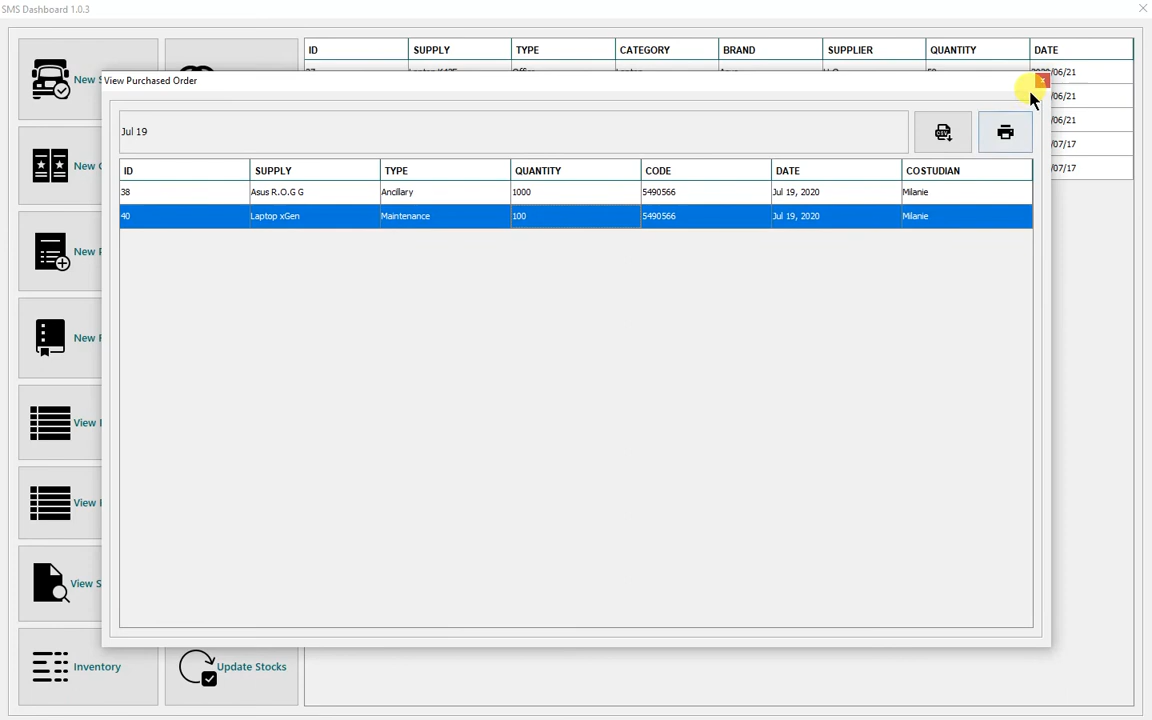 SMS Dashboard 1.0.3
ID SUPPLY TYPE CATEGORY BRAND SUPPLIER QUANTITY DATE
/06/21
/06/21
/06/21
/07/17
/07/17
New
New
New
New
View
View
View S
Inventory
Update Stocks
View Purchased Order
Jul 19
ID SUPPLY TYPE QUANTITY CODE DATE COSTUDIAN
38 Asus R.O.G G Ancillary 1000 5490566 Jul 19, 2020 Milanie
40 Laptop xGen Maintenance 100 5490566 Jul 19, 2020 Milanie